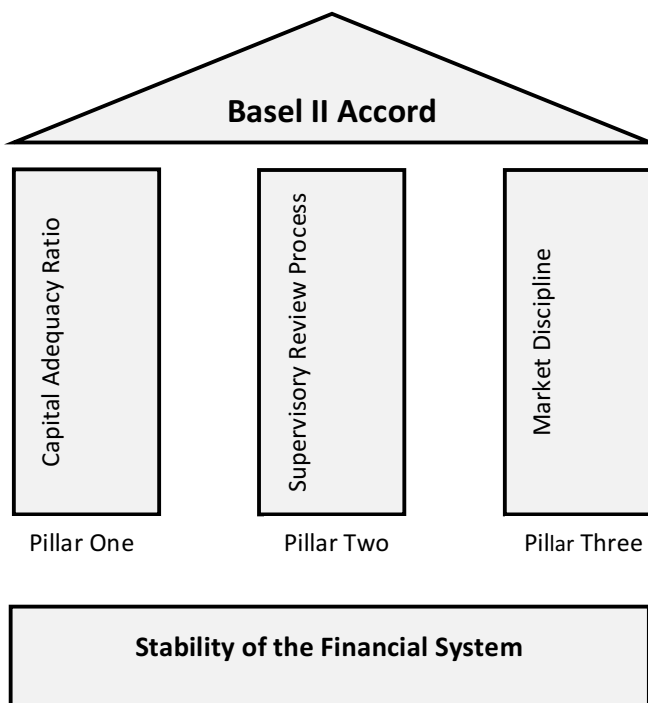 Basel II Accord
Capital Adequacy Ratio
Supervisory Review Process
Market Discipline
Pillar One
Pillar Two
Pillar Three
Stability of the Financial System